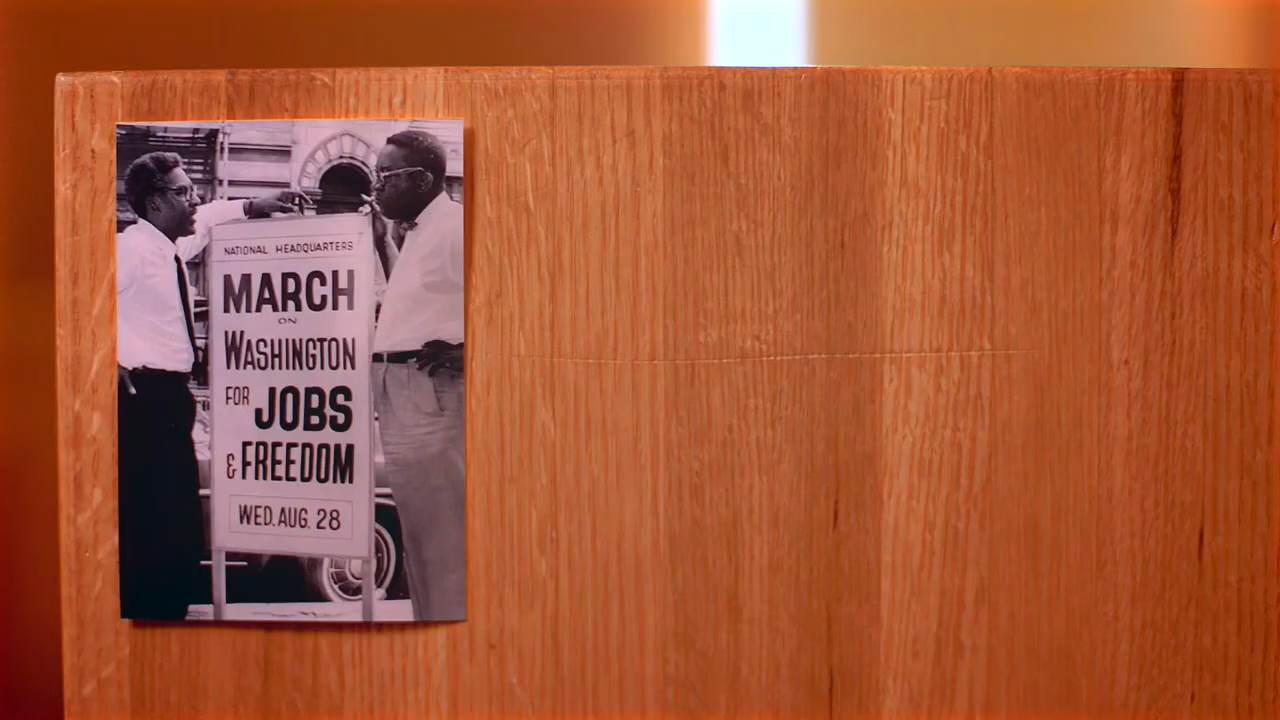 NATIONAL HEADQUARTERS
MARCH
ON
WASHINGTON
FOR JOBS
& FREEDOM
WED. AUG. 28